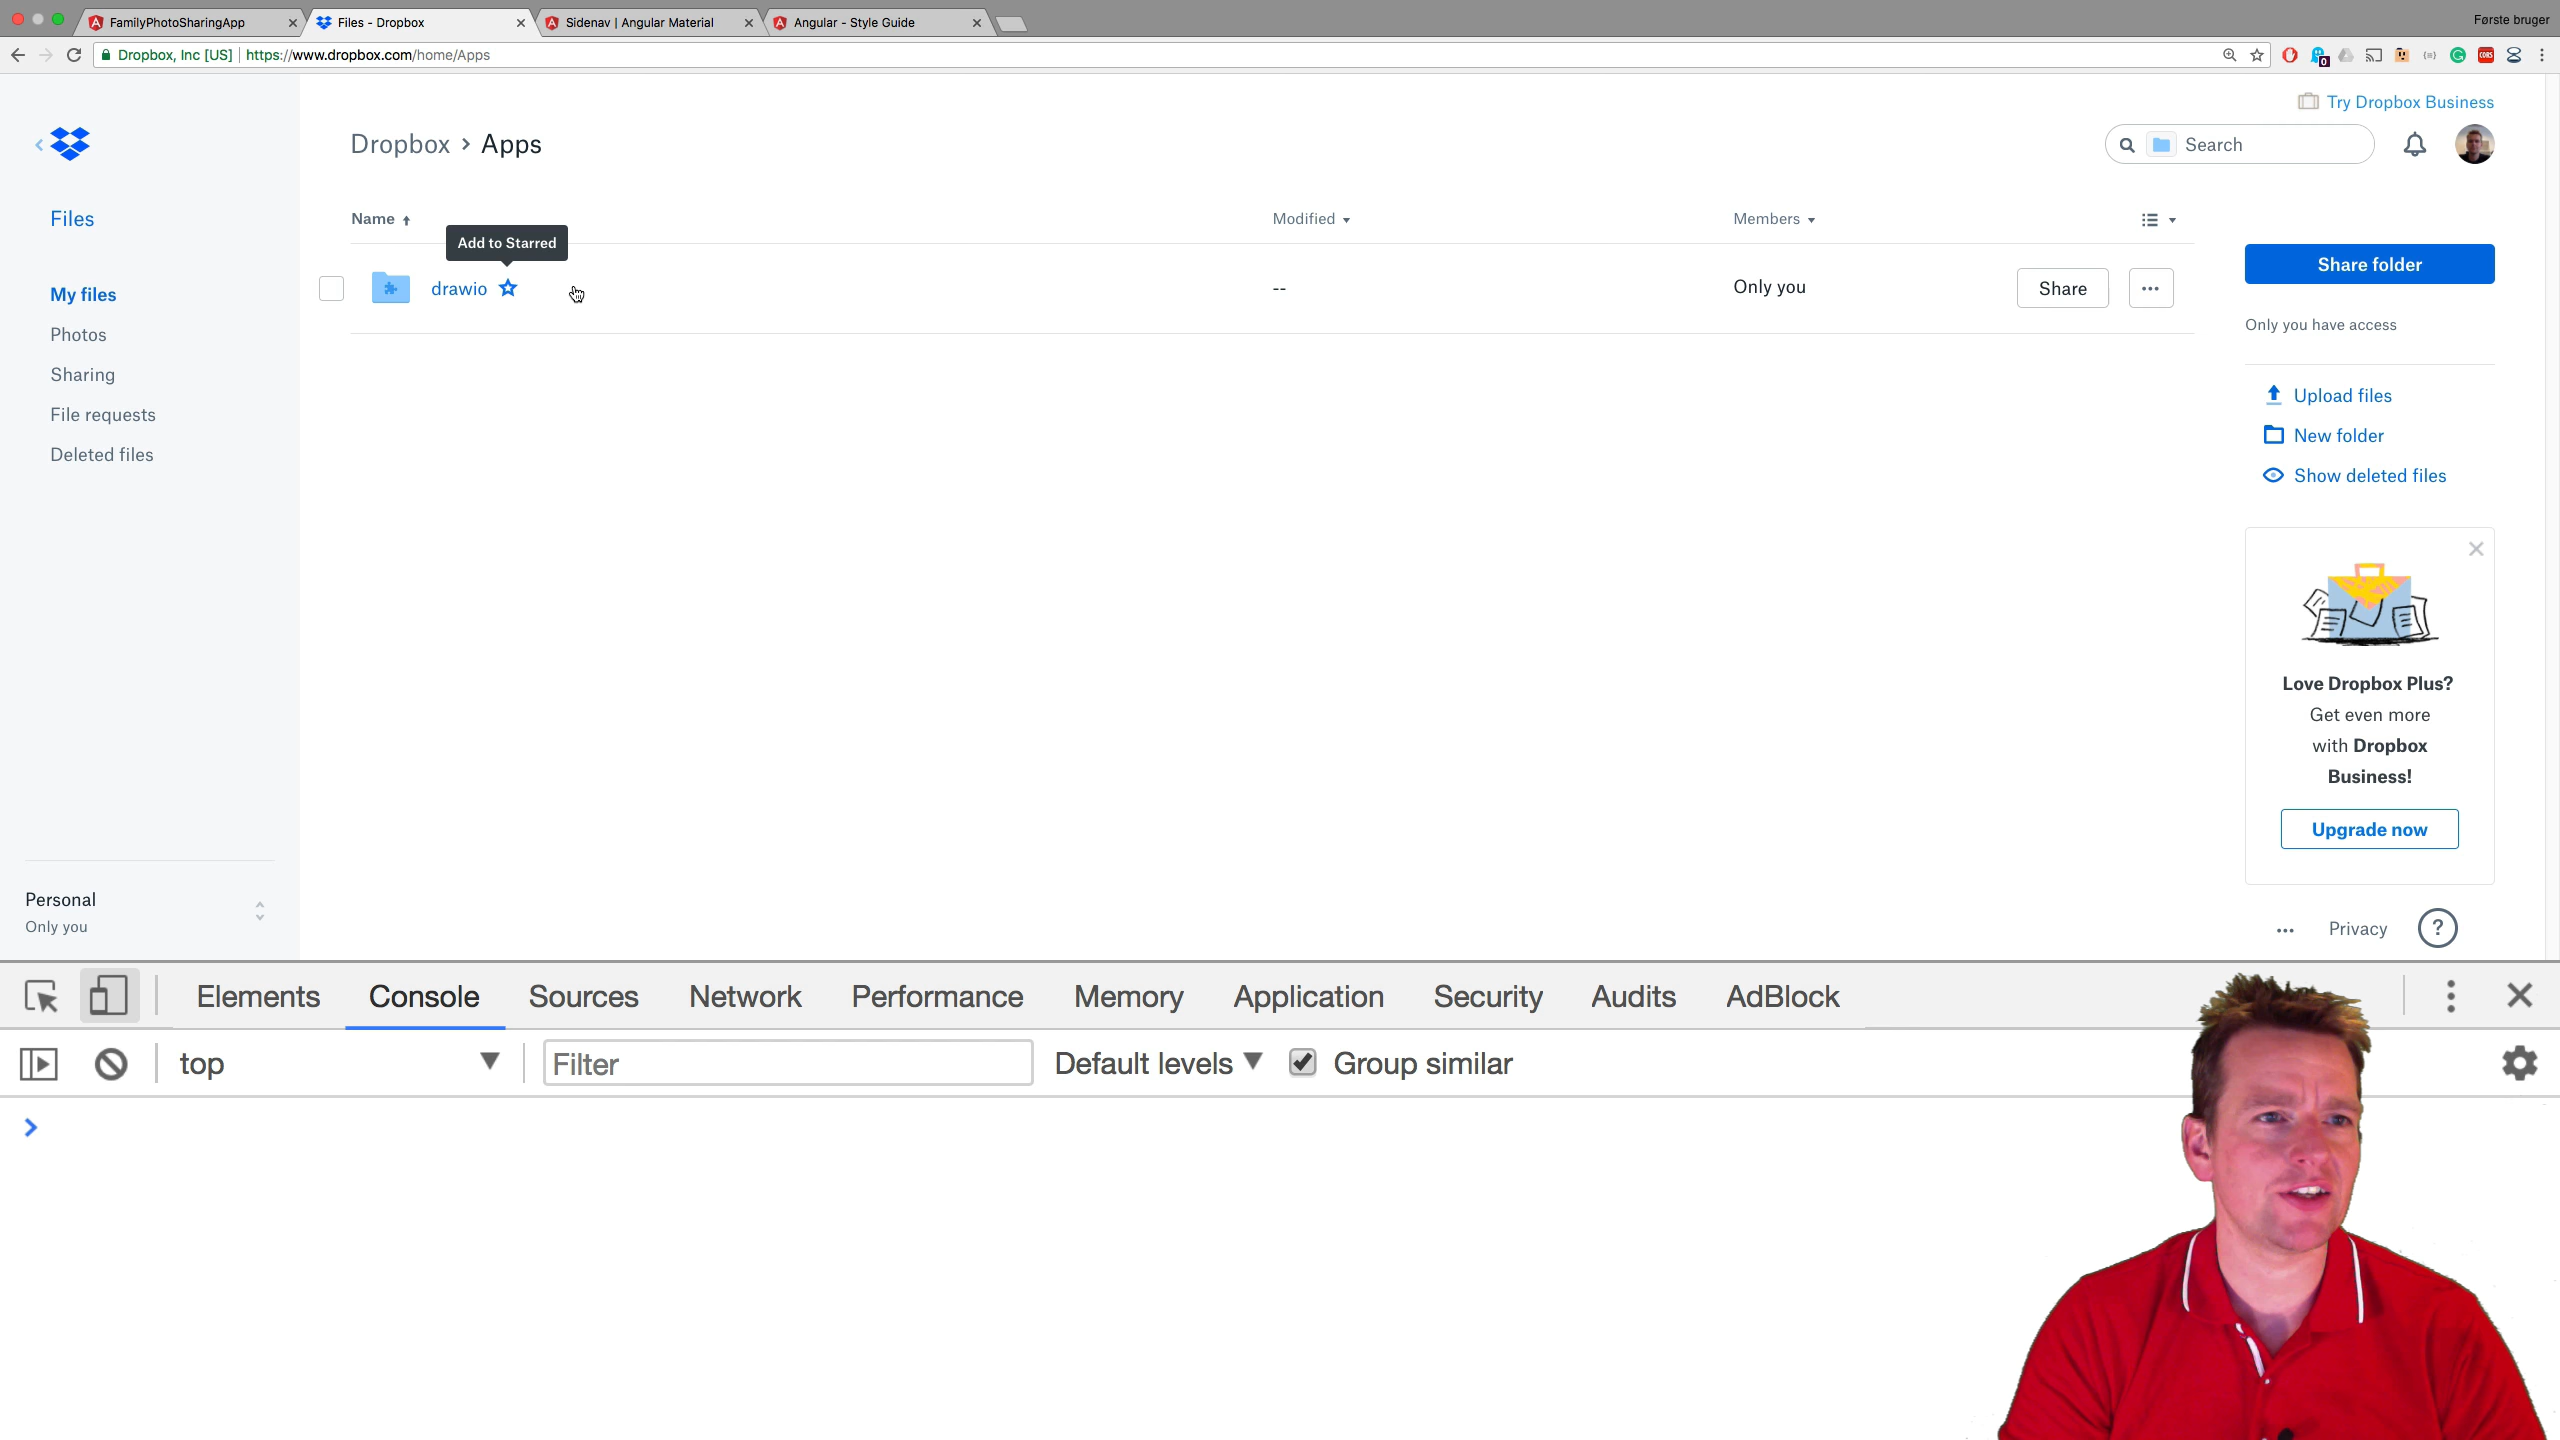 FamilyPhotoSharingApp
Files - Dropbox
Sidenav | Angular Material
Angular - Style Guide
Første bruger
Dropbox, Inc [US] https://www.dropbox.com/home/Apps
0
CORS
Try Dropbox Business
Dropbox › Apps
Search
Files
Name
Modified
Members
Add to Starred
drawio
--
Only you
Share
Share folder
Only you have access
My files
Photos
Sharing
File requests
Deleted files
Upload files
New folder
Show deleted files
Love Dropbox Plus?
Get even more
with Dropbox
Business!
Upgrade now
Personal
Only you
Privacy
?
Elements
Console
Sources
Network
Performance
Memory
Application
Security
Audits
AdBlock
top
Filter
Default levels
Group similar